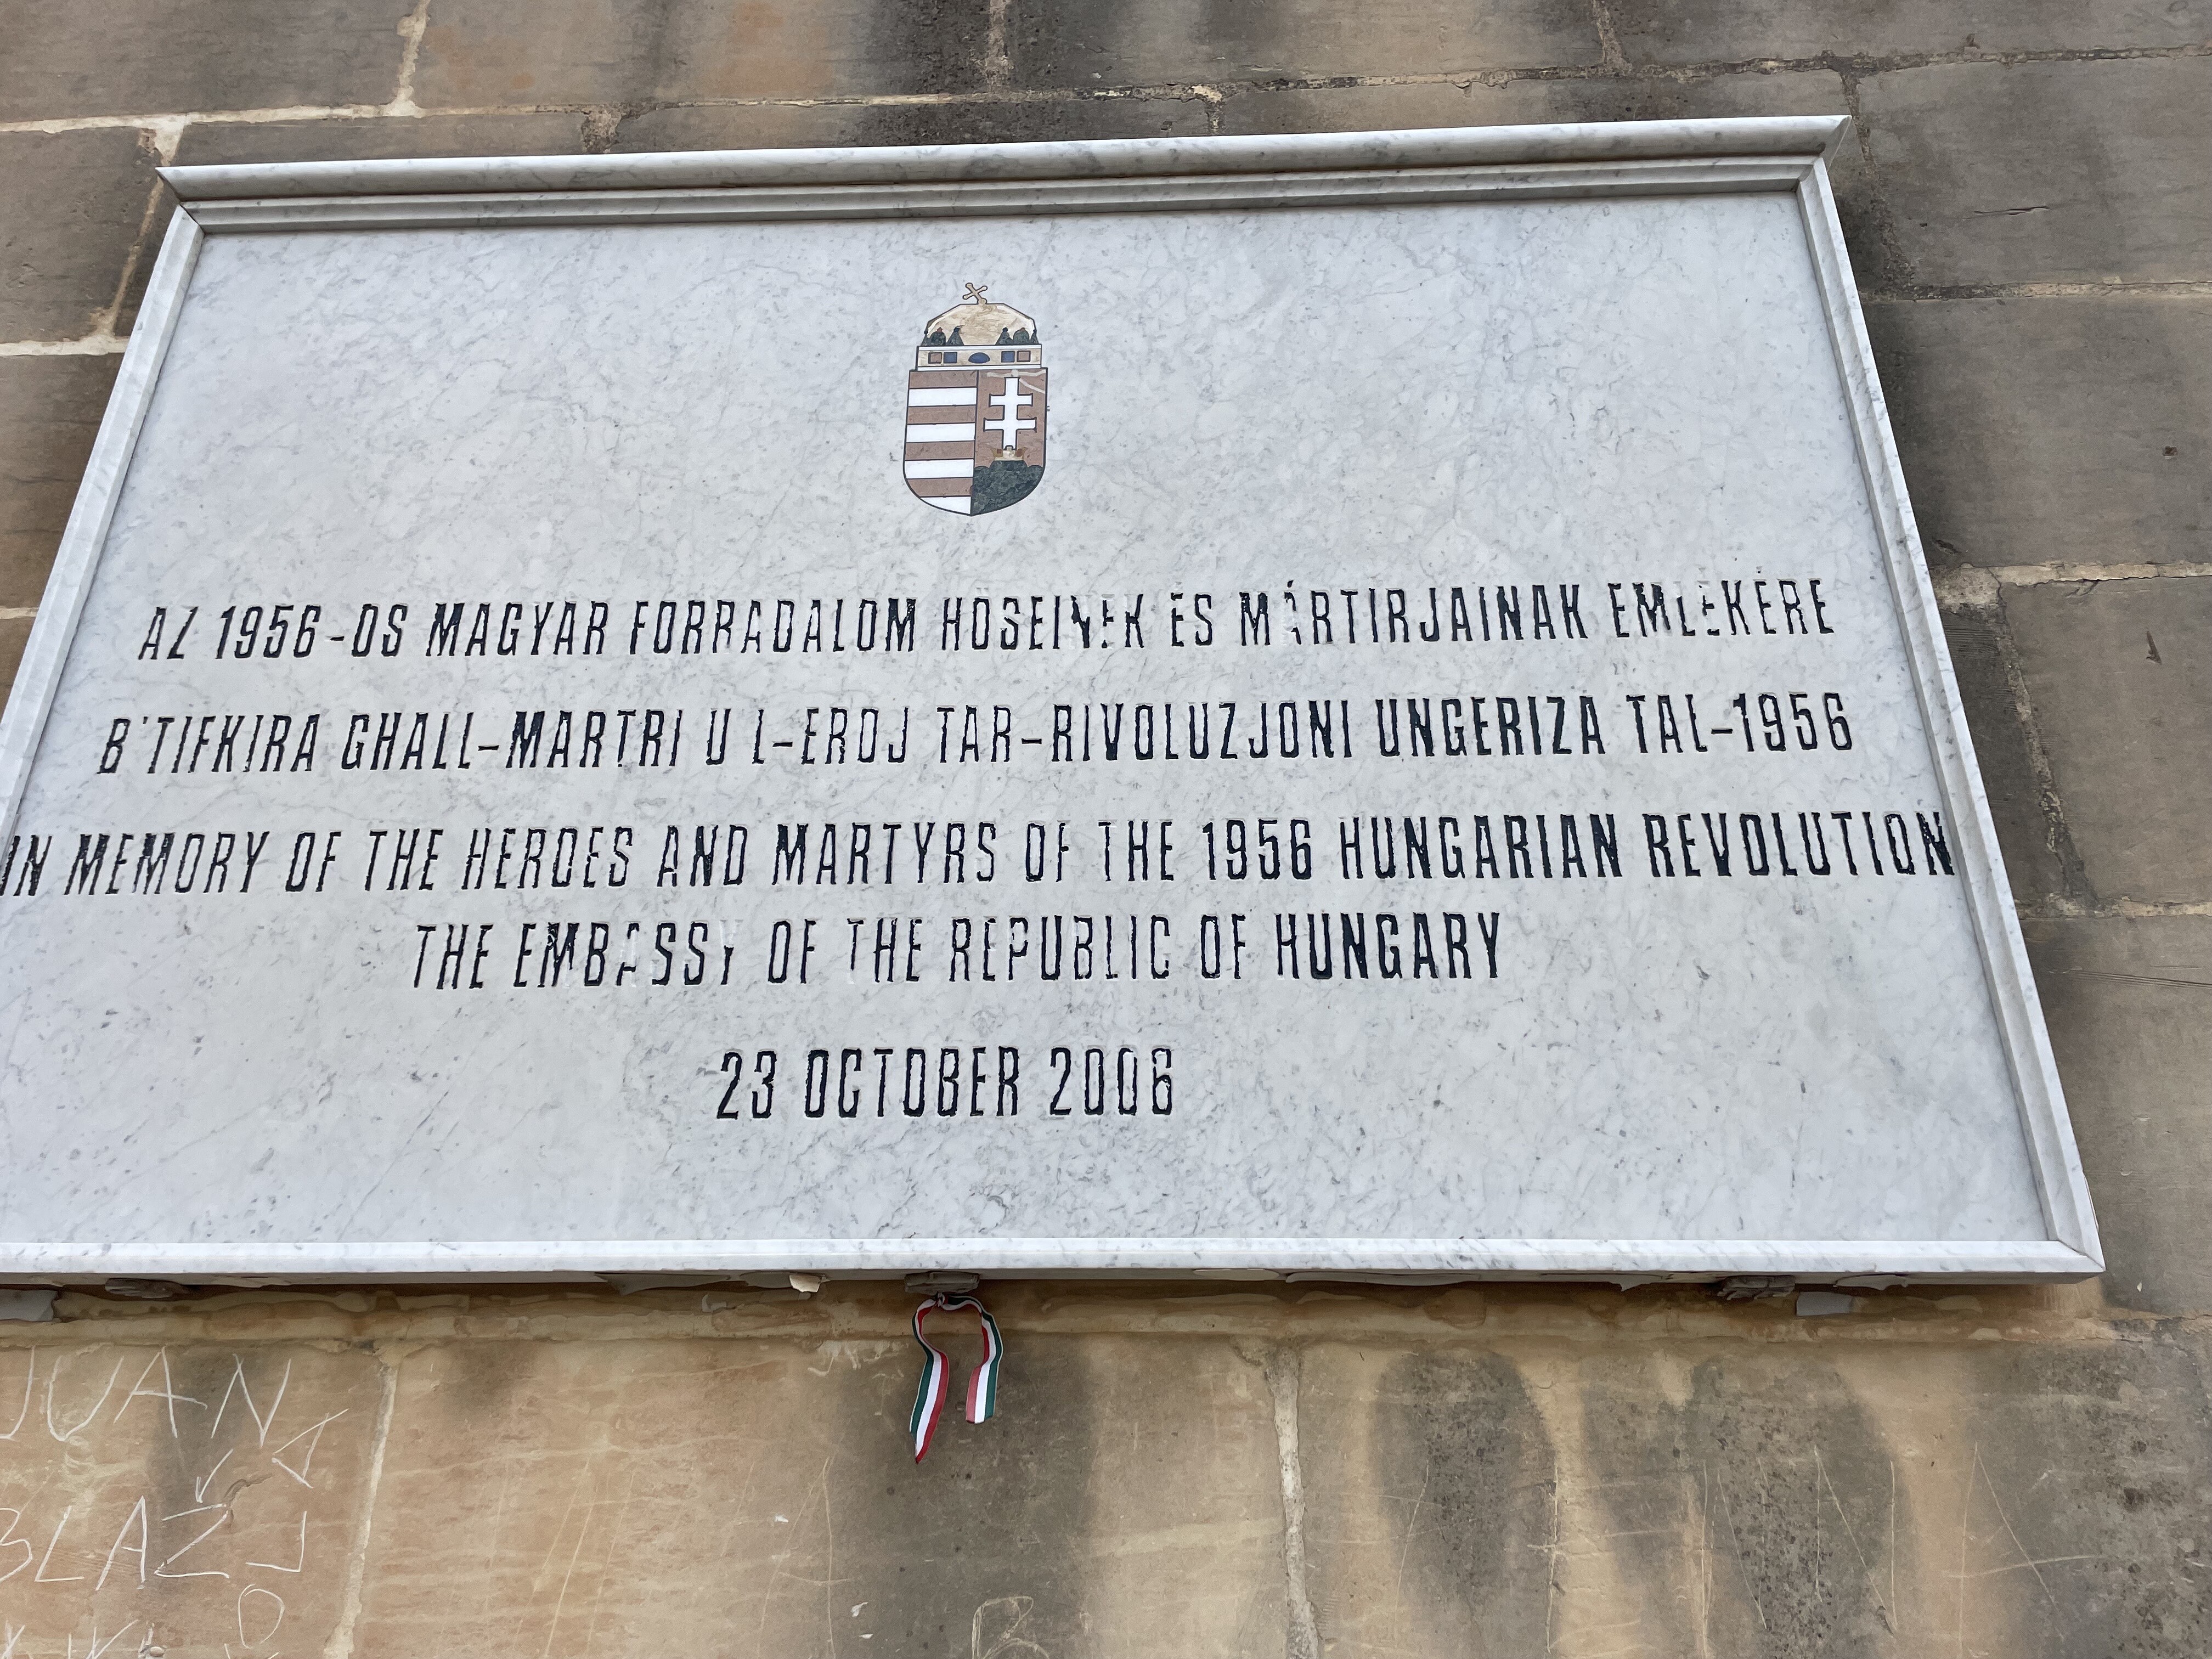 AZ 1956-OS MAGYAR FORRADALOM HOSEINEK ÉS MÁRTIRJAINAK EMLÉKÉRE
B'TIFKIRA GHALL-MARTRI U L-EROJ TAR-RIVOLUZJONI UNGERIZA TAL-1956
IN MEMORY OF THE HEROES AND MARTYRS OF THE 1956 HUNGARIAN REVOLUTION
THE EMBASSY OF THE REPUBLIC OF HUNGARY
23 OCTOBER 2006
JUAN
BLAZ